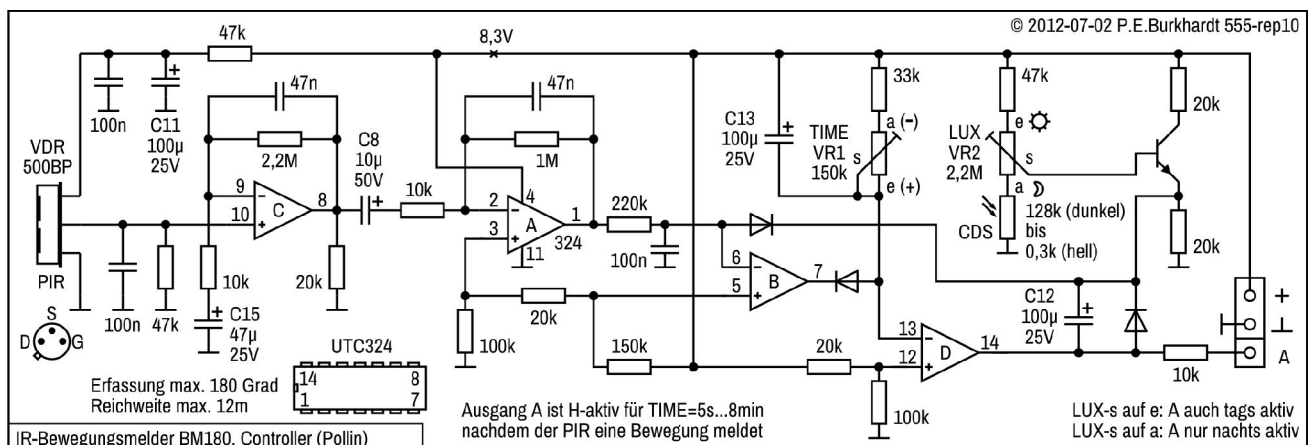 © 2012-07-02 P.E.Burkhardt 555-rep10
47k
8,3V
100n
C11
100µ
25V
47n
2,2M
C8
10µ
50V
47n
1M
C13
100µ
25V
33k
a (-)
TIME
VR1
150k
s
e (+)
47k
e
LUX
VR2
2,2M
s
a
20k
VDR
500BP
PIR
9
10
C
8
10k
2
3
4
A
1
11
324
220k
100n
6
5
B
7
CDS
128k (dunkel)
bis
0,3k (hell)
20k
100n
47k
10k
C15
47µ
25V
20k
100k
20k
150k
20k
13
12
D
14
100k
C12
100µ
25V
10k
+
⊥
A
S
D
G
UTC324
14
8
1
7
Erfassung max. 180 Grad
Reichweite max. 12m
Ausgang A ist H-aktiv für TIME=5s...8min
nachdem der PIR eine Bewegung meldet
LUX-s auf e: A auch tags aktiv
LUX-s auf a: A nur nachts aktiv
IR-Bewegungsmelder BM180, Controller (Pollin)